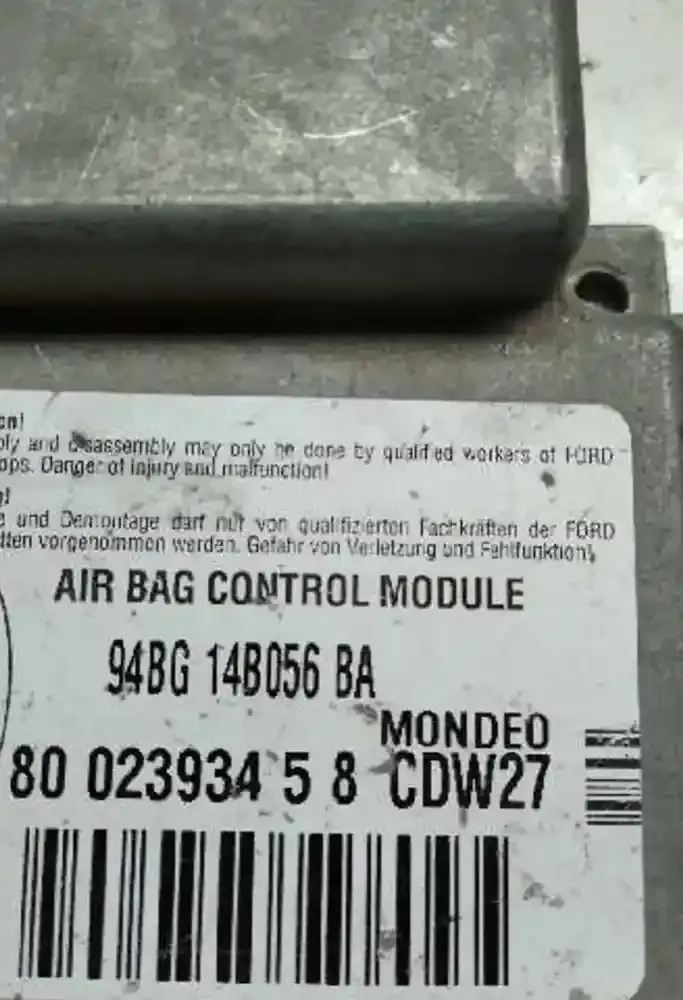 on!
bly and disassembly may only be done by qualified workers of FORD
ops. Danger of injury and malfunction!
g!
e und Demontage darf nur von qualifizierten Fachkräften der FORD
tten vorgenommen werden. Gefahr von Verletzung und Fehlfunktion!
AIR BAG CONTROL MODULE
94BG 14B056 BA
MONDEO
80 023934 5 8 CDW27